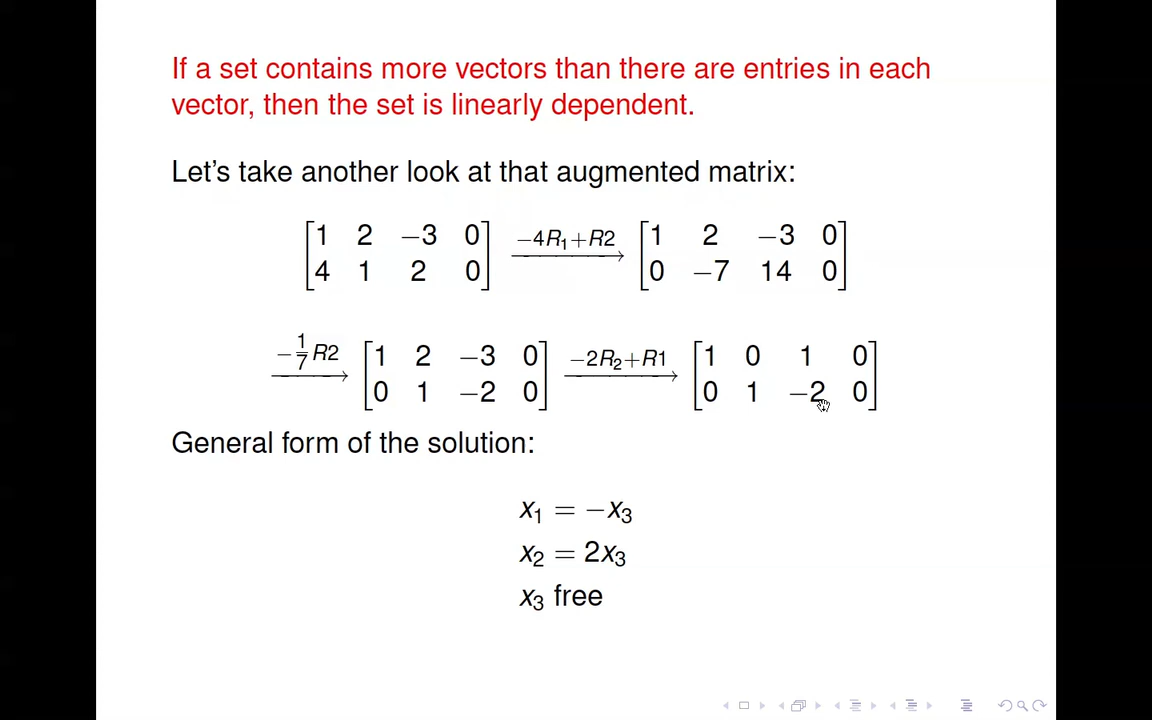 If a set contains more vectors than there are entries in each
vector, then the set is linearly dependent.
Let's take another look at that augmented matrix:
[1 2 −3 0] −4R₁+R2 [1 2 −3 0]
[4 1 2 0] → [0 −7 14 0]
−1/7 R2 [1 2 −3 0] −2R₂+R1 [1 0 1 0]
→ [0 1 −2 0] → [0 1 −2 0]
General form of the solution:
x₁ = −x₃
x₂ = 2x₃
x₃ free